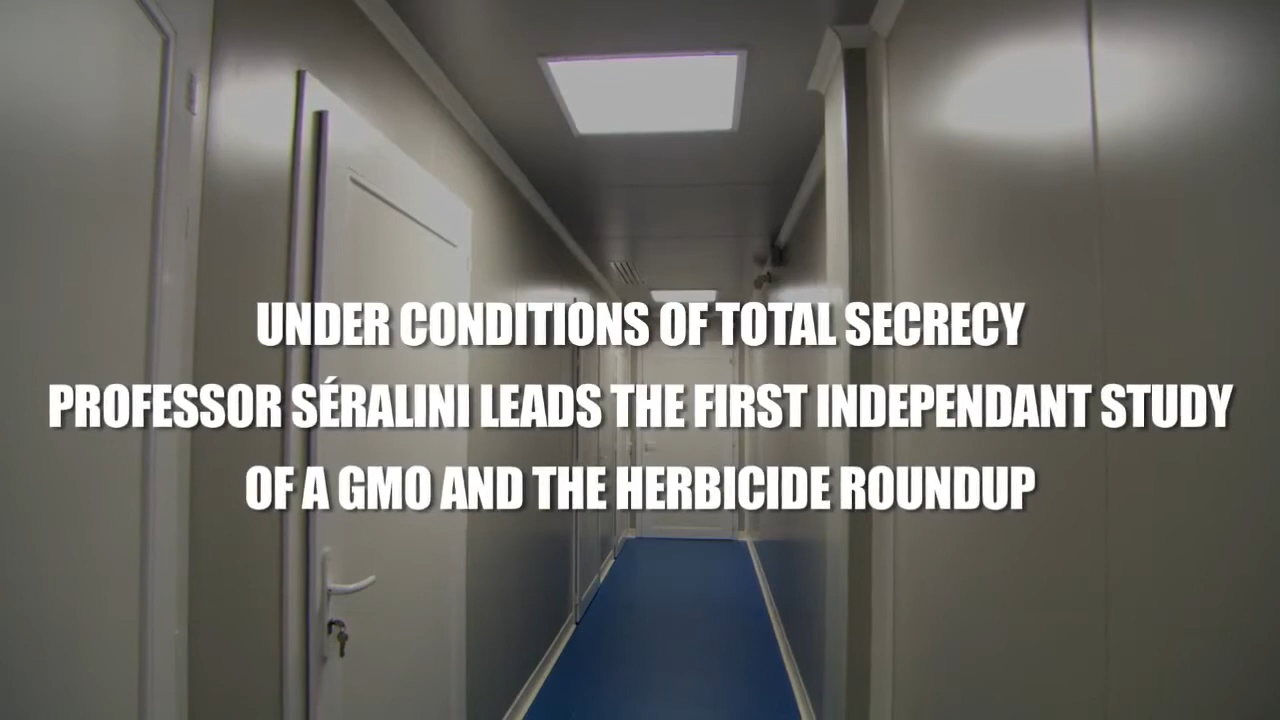 UNDER CONDITIONS OF TOTAL SECRECY
PROFESSOR SÉRALINI LEADS THE FIRST INDEPENDANT STUDY
OF A GMO AND THE HERBICIDE ROUNDUP